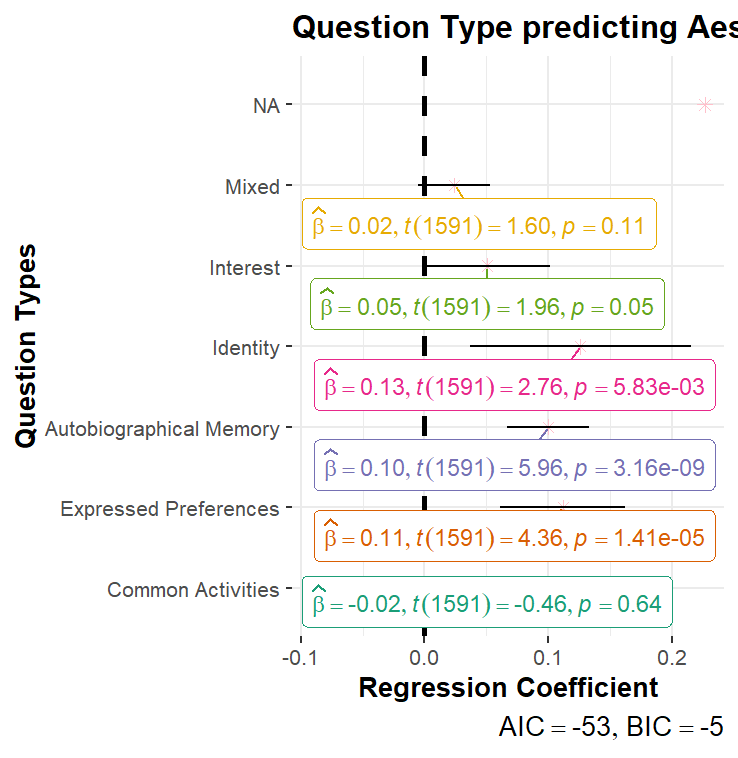 Question Type predicting Aes
NA
Mixed
β̂ = 0.02, t(1591) = 1.60, p = 0.11
Interest
β̂ = 0.05, t(1591) = 1.96, p = 0.05
Identity
β̂ = 0.13, t(1591) = 2.76, p = 5.83e-03
Autobiographical Memory
β̂ = 0.10, t(1591) = 5.96, p = 3.16e-09
Expressed Preferences
β̂ = 0.11, t(1591) = 4.36, p = 1.41e-05
Common Activities
β̂ = -0.02, t(1591) = -0.46, p = 0.64
Question Types
-0.1 0.0 0.1 0.2
Regression Coefficient
AIC = -53, BIC = -5